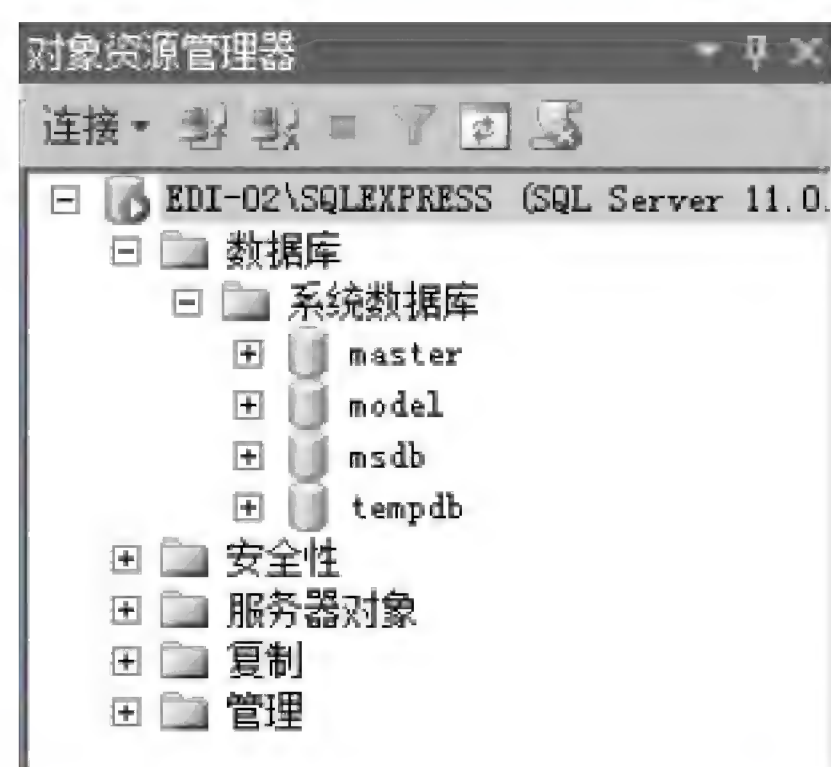 对象资源管理器
连接
EDI-02\SQLEXPRESS (SQL Server 11.0.
数据库
系统数据库
master
model
msdb
tempdb
安全性
服务器对象
复制
管理